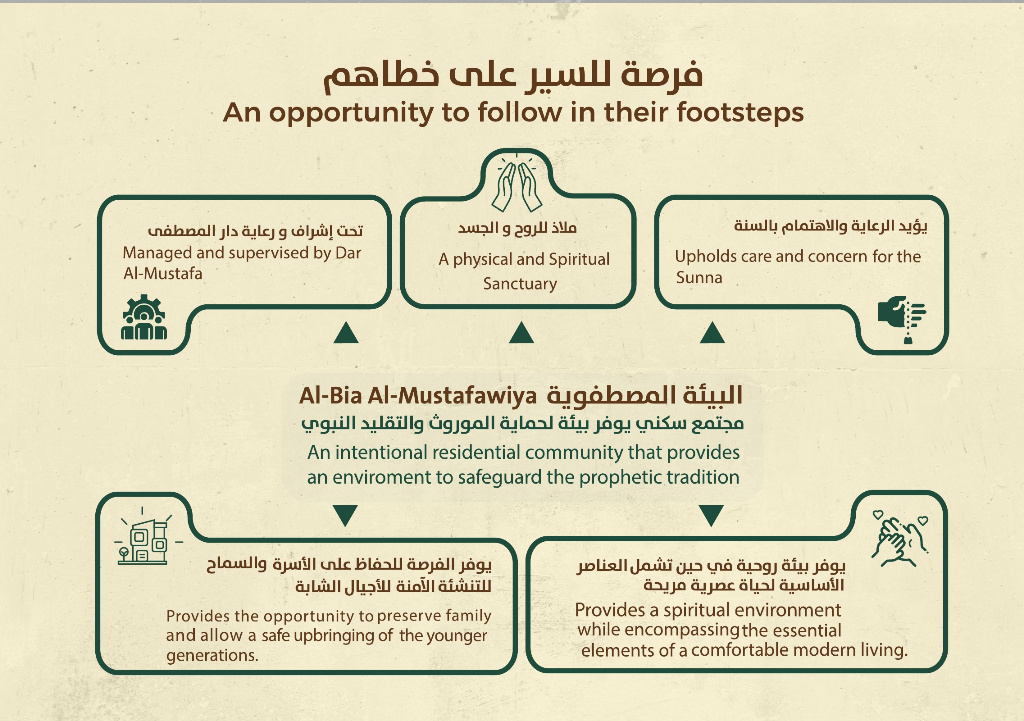 فرصة للسير على خطاهم
An opportunity to follow in their footsteps
تحت إشراف و رعاية دار المصطفى
Managed and supervised by Dar
Al-Mustafa
ملاذ للروح و الجسد
A physical and Spiritual
Sanctuary
يؤيد الرعاية والاهتمام بالسنة
Upholds care and concern for the
Sunna
Al-Bia Al-Mustafawiya البيئة المصطفوية
مجتمع سكني يوفر بيئة لحماية الموروث والتقليد النبوي
An intentional residential community that provides
an enviroment to safeguard the prophetic tradition
يوفر الفرصة للحفاظ على الأسرة والسماح
للتنشئة الآمنة للأجيال الشابة
Provides the opportunity to preserve family
and allow a safe upbringing of the younger
generations.
يوفر بيئة روحية في حين تشمل العناصر
الأساسية لحياة عصرية مريحة
Provides a spiritual environment
while encompassing the essential
elements of a comfortable modern living.